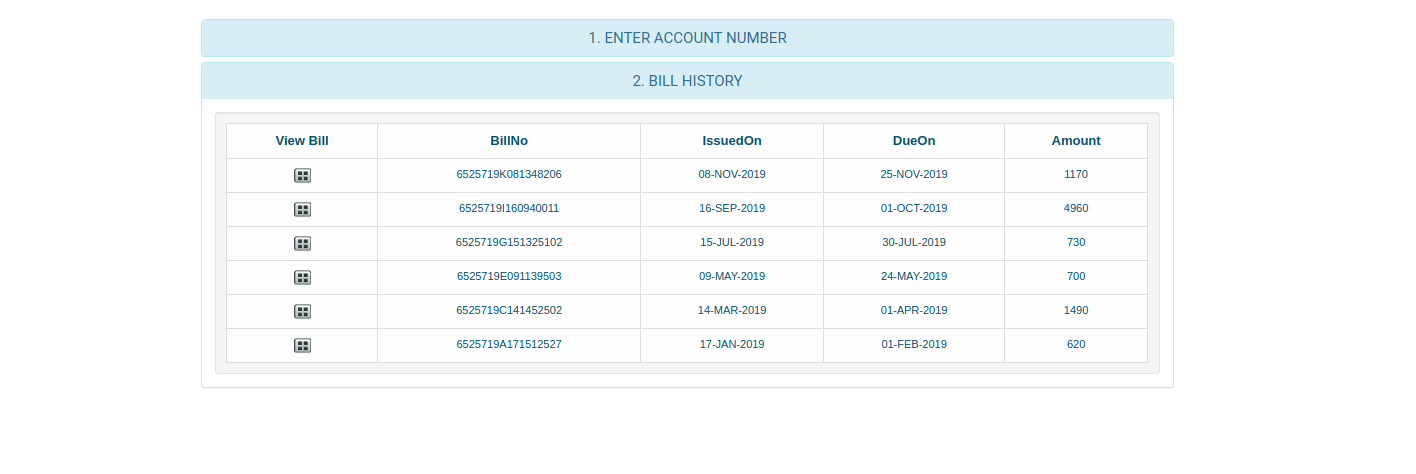 1. ENTER ACCOUNT NUMBER
2. BILL HISTORY
View Bill BillNo IssuedOn DueOn Amount
6525719K081348206 08-NOV-2019 25-NOV-2019 1170
6525719I160940011 16-SEP-2019 01-OCT-2019 4960
6525719G151325102 15-JUL-2019 30-JUL-2019 730
6525719E091139503 09-MAY-2019 24-MAY-2019 700
6525719C141452502 14-MAR-2019 01-APR-2019 1490
6525719A171512527 17-JAN-2019 01-FEB-2019 620